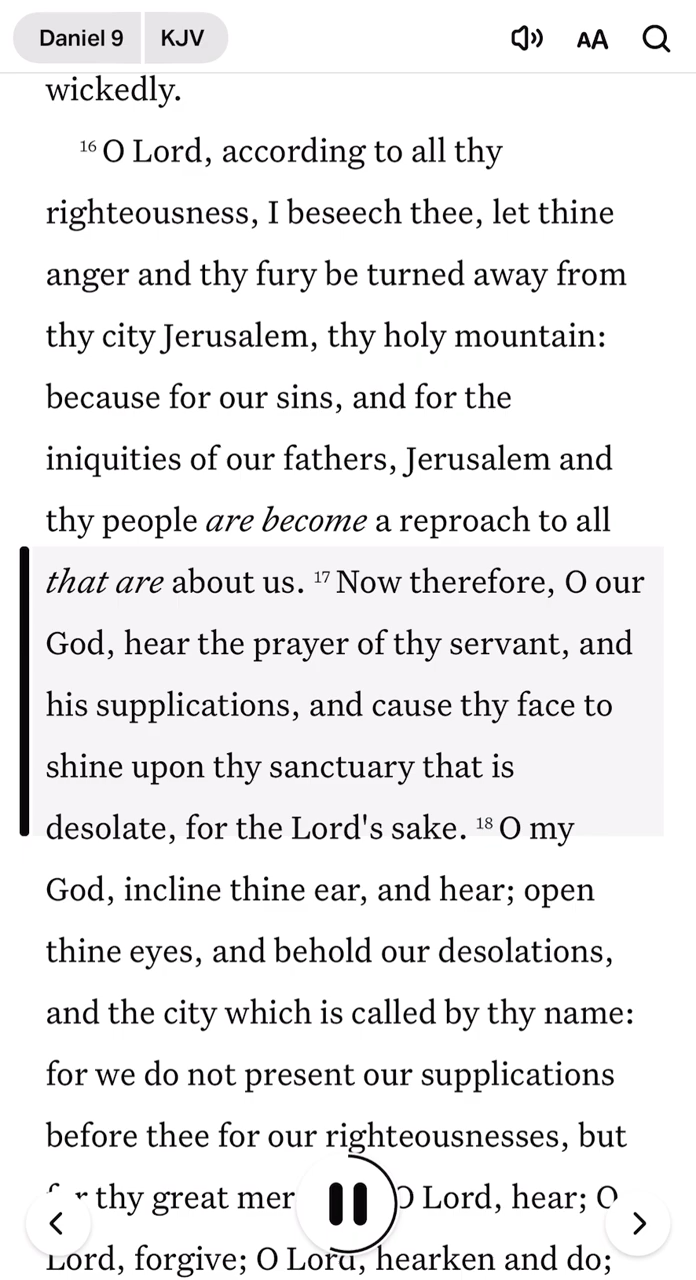 Daniel 9 KJV AA
wickedly.
16 O Lord, according to all thy
righteousness, I beseech thee, let thine
anger and thy fury be turned away from
thy city Jerusalem, thy holy mountain:
because for our sins, and for the
iniquities of our fathers, Jerusalem and
thy people are become a reproach to all
that are about us. 17 Now therefore, O our
God, hear the prayer of thy servant, and
his supplications, and cause thy face to
shine upon thy sanctuary that is
desolate, for the Lord's sake. 18 O my
God, incline thine ear, and hear; open
thine eyes, and behold our desolations,
and the city which is called by thy name:
for we do not present our supplications
before thee for our righteousnesses, but
thy great O Lord, hear; O
Lord, forgive; O Lord, hearken and do;